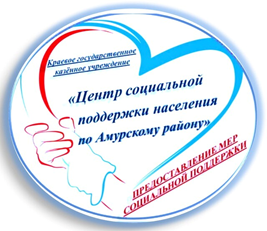 Краевое государственное
казённое учреждение
«Центр социальной
поддержки населения
по Амурскому району»
ПРЕДОСТАВЛЕНИЕ МЕР
СОЦИАЛЬНОЙ ПОДДЕРЖКИ